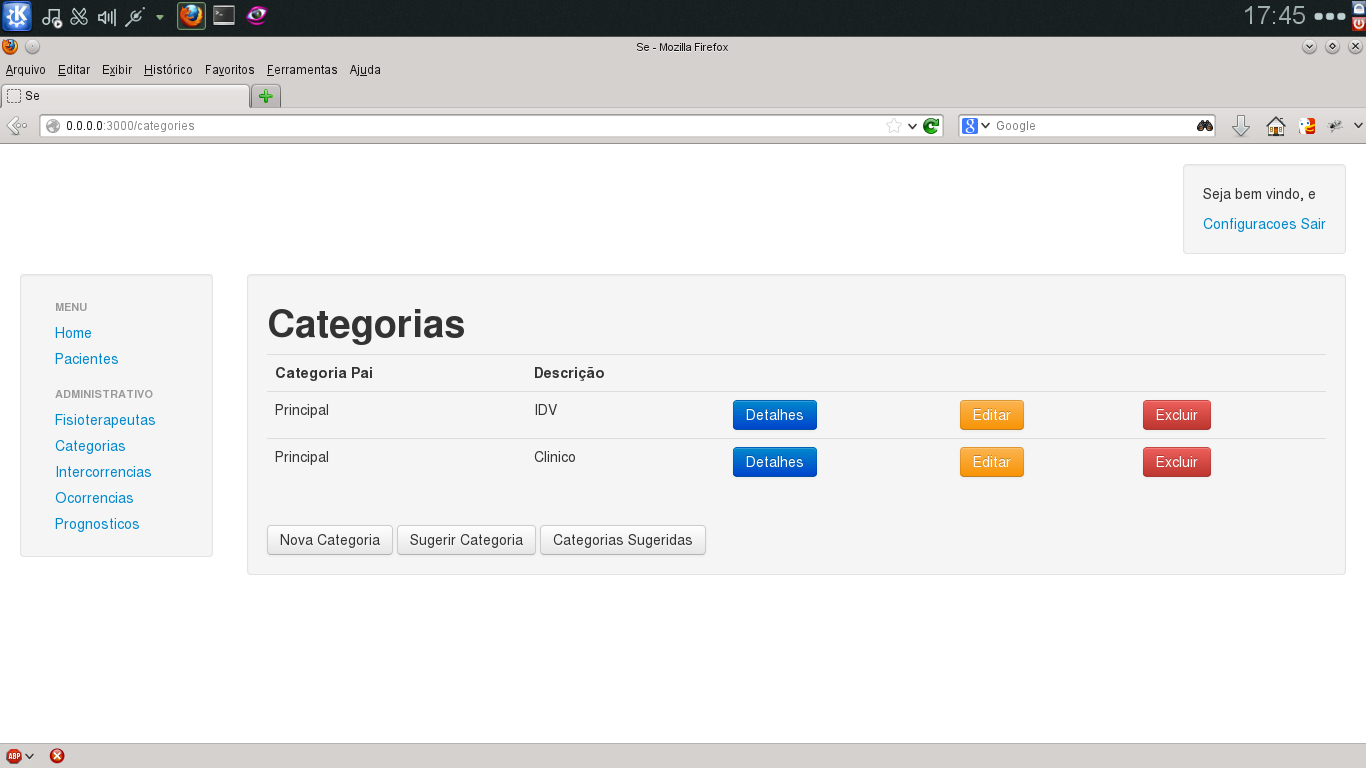 17:45
Se - Mozilla Firefox
Arquivo Editar Exibir Histórico Favoritos Ferramentas Ajuda
Se
0.0.0.0:3000/categories
Google
Seja bem vindo, e
Configuracoes Sair
MENU
Home
Pacientes
ADMINISTRATIVO
Fisioterapeutas
Categorias
Intercorrencias
Ocorrencias
Prognosticos
Categorias
Categoria Pai Descrição
Principal IDV Detalhes Editar Excluir
Principal Clinico Detalhes Editar Excluir
Nova Categoria Sugerir Categoria Categorias Sugeridas
ABP